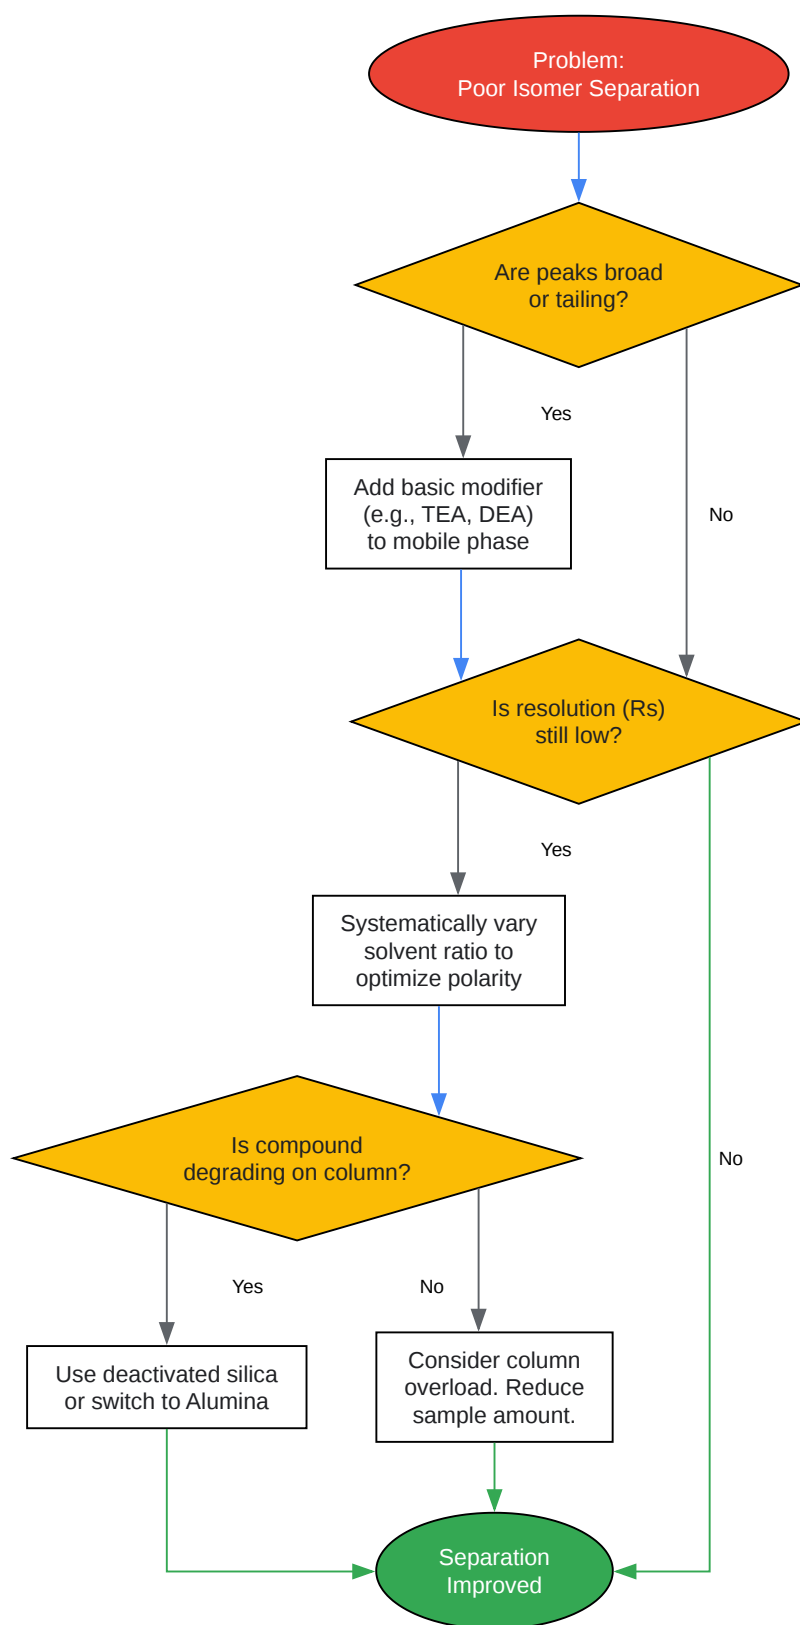 Problem:
Poor Isomer Separation
Are peaks broad
or tailing?
Yes
Add basic modifier
(e.g., TEA, DEA)
to mobile phase
No
Is resolution (Rs)
still low?
Yes
Systematically vary
solvent ratio to
optimize polarity
Is compound
degrading on column?
No
Yes
No
Use deactivated silica
or switch to Alumina
Consider column
overload. Reduce
sample amount.
Separation
Improved